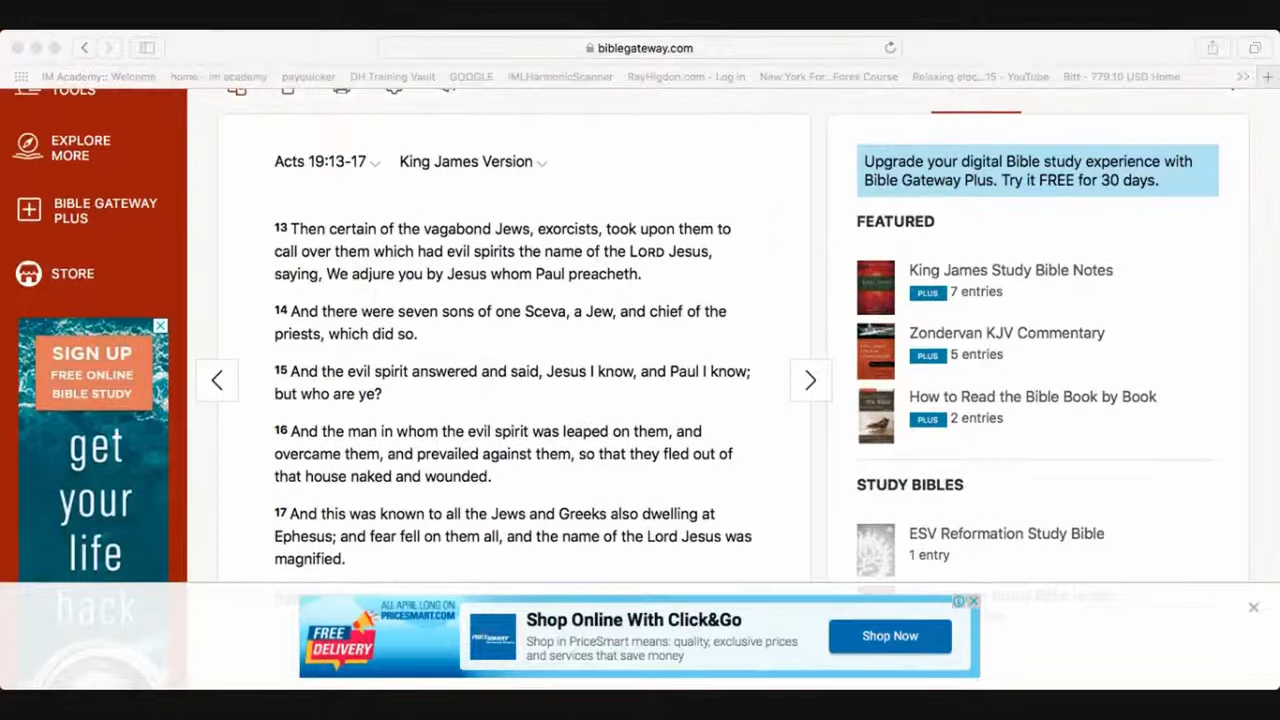 biblegateway.com
IM Academy:: Welcome
home - im academy
payquicker
DH Training Vault
GOOGLE
IMLHarmonicScanner
RayHigdon.com - Log in
New York For...Forex Course
Relaxing eloc...15 - YouTube
Bitt - 779.10 USD Home
TOOLS
EXPLORE
MORE
BIBLE GATEWAY
PLUS
STORE
SIGN UP
FREE ONLINE
BIBLE STUDY
get
your
life
back
Acts 19:13-17
King James Version
13 Then certain of the vagabond Jews, exorcists, took upon them to
call over them which had evil spirits the name of the LORD Jesus,
saying, We adjure you by Jesus whom Paul preacheth.
14 And there were seven sons of one Sceva, a Jew, and chief of the
priests, which did so.
15 And the evil spirit answered and said, Jesus I know, and Paul I know;
but who are ye?
16 And the man in whom the evil spirit was leaped on them, and
overcame them, and prevailed against them, so that they fled out of
that house naked and wounded.
17 And this was known to all the Jews and Greeks also dwelling at
Ephesus; and fear fell on them all, and the name of the Lord Jesus was
magnified.
Upgrade your digital Bible study experience with
Bible Gateway Plus. Try it FREE for 30 days.
FEATURED
King James Study Bible Notes
PLUS 7 entries
Zondervan KJV Commentary
PLUS 5 entries
How to Read the Bible Book by Book
PLUS 2 entries
STUDY BIBLES
ESV Reformation Study Bible
1 entry
ALL APRIL LONG ON
PRICESMART.COM
FREE
DELIVERY
PRICESMART
Shop Online With Click&Go
Shop in PriceSmart means: quality, exclusive prices
and services that save money
Shop Now